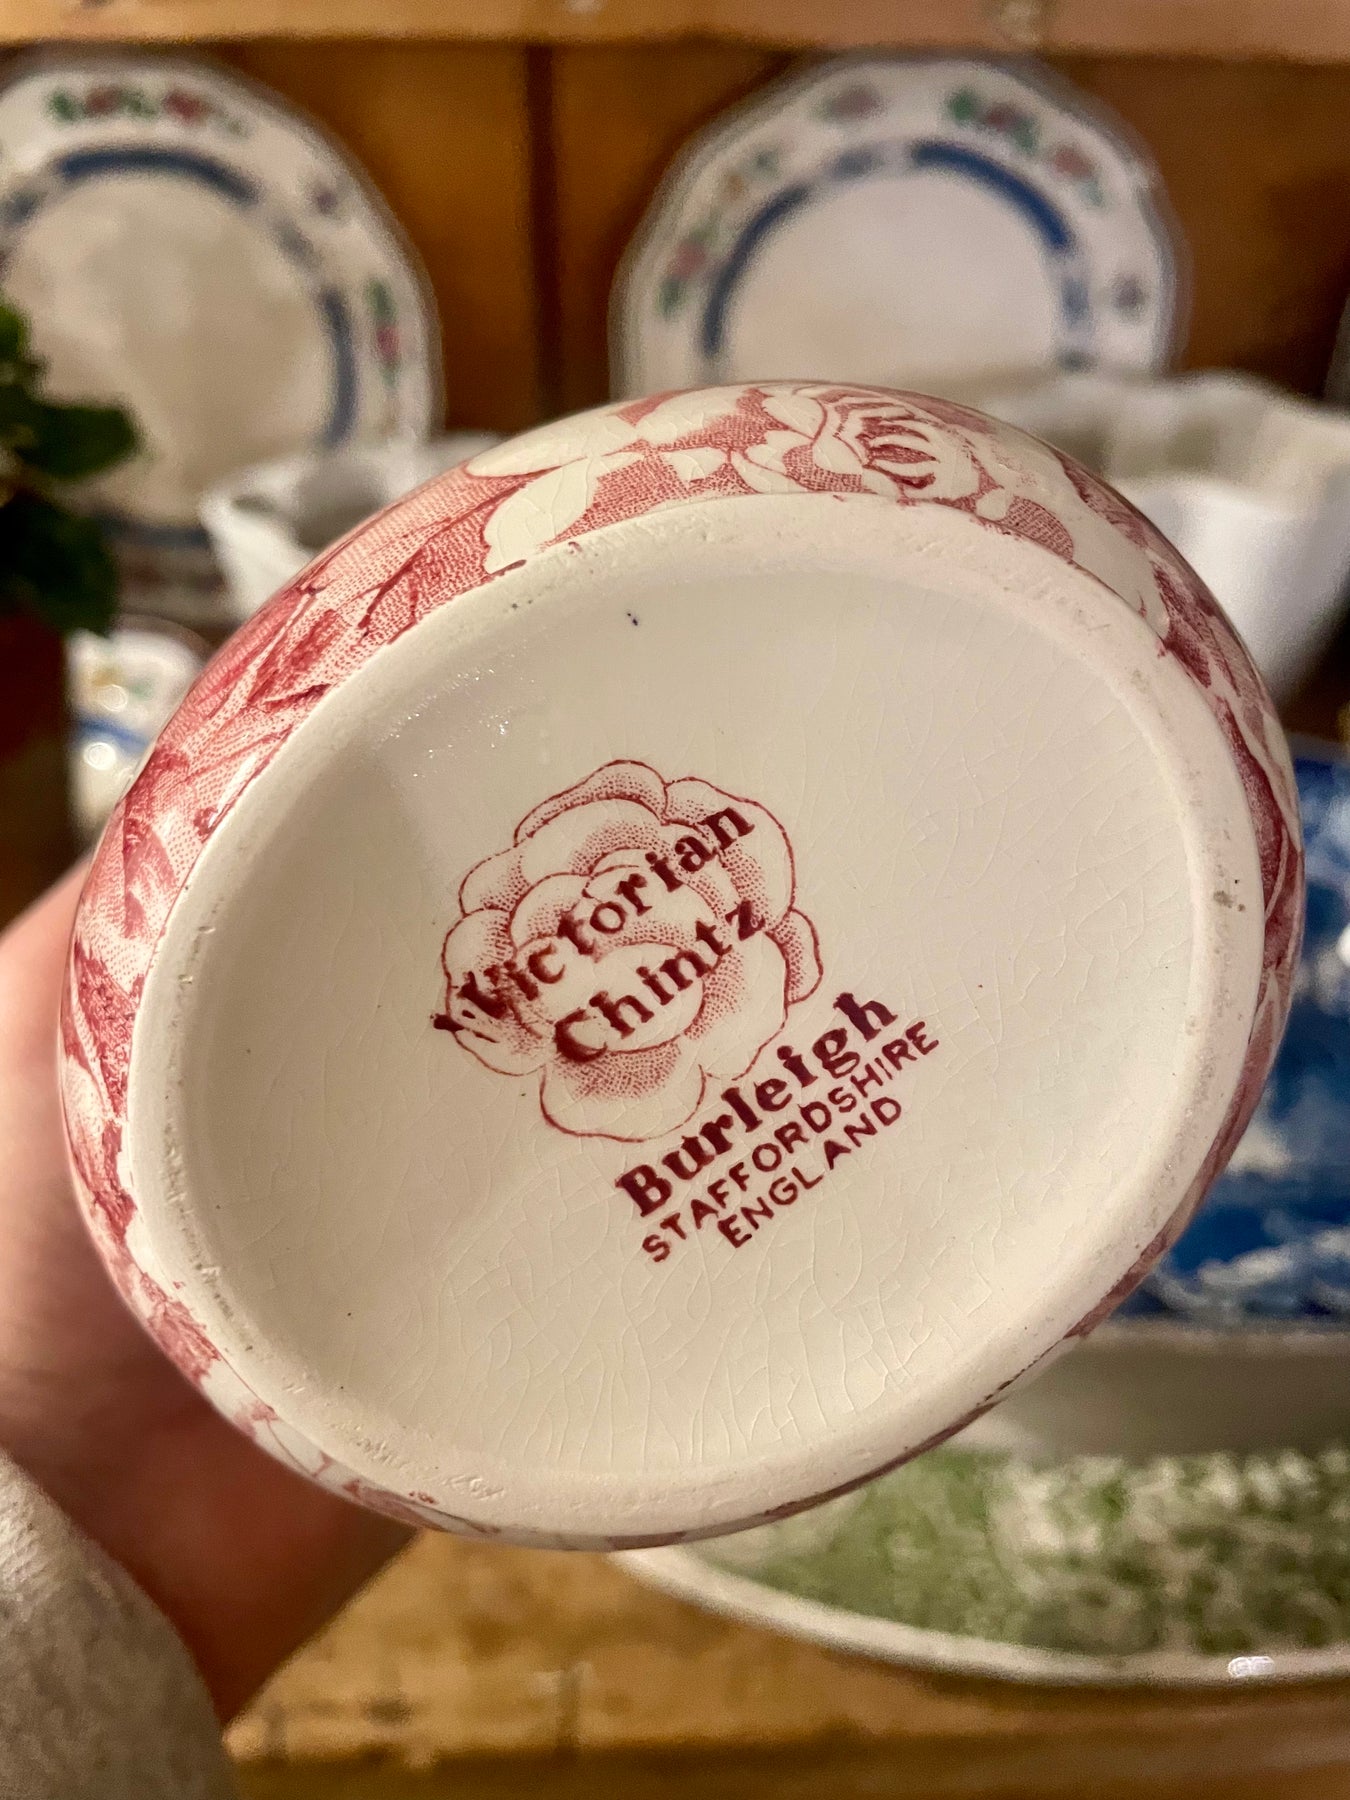 Victorian
Chintz
Burleigh
STAFFORDSHIRE
ENGLAND